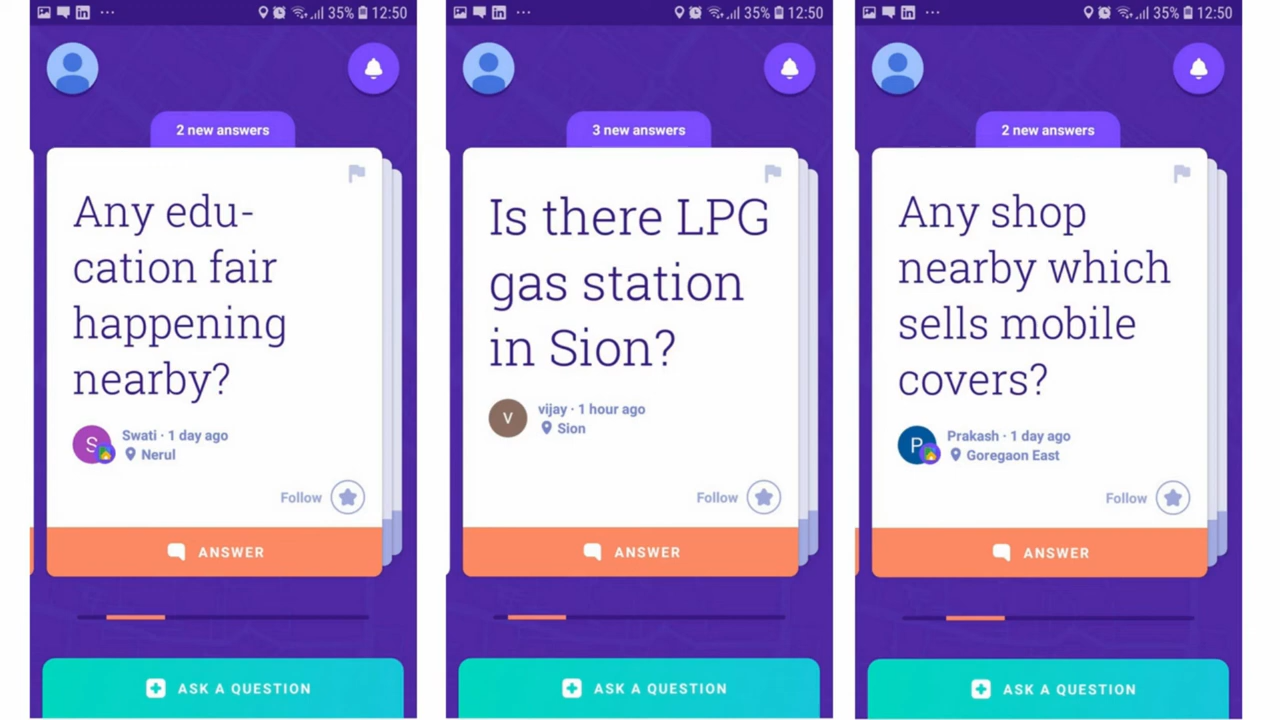 35% 12:50
2 new answers
Any edu-
cation fair
happening
nearby?
S
Swati · 1 day ago
Nerul
Follow
ANSWER
ASK A QUESTION
35% 12:50
3 new answers
Is there LPG
gas station
in Sion?
V
vijay · 1 hour ago
Sion
Follow
ANSWER
ASK A QUESTION
35% 12:50
2 new answers
Any shop
nearby which
sells mobile
covers?
P
Prakash · 1 day ago
Goregaon East
Follow
ANSWER
ASK A QUESTION